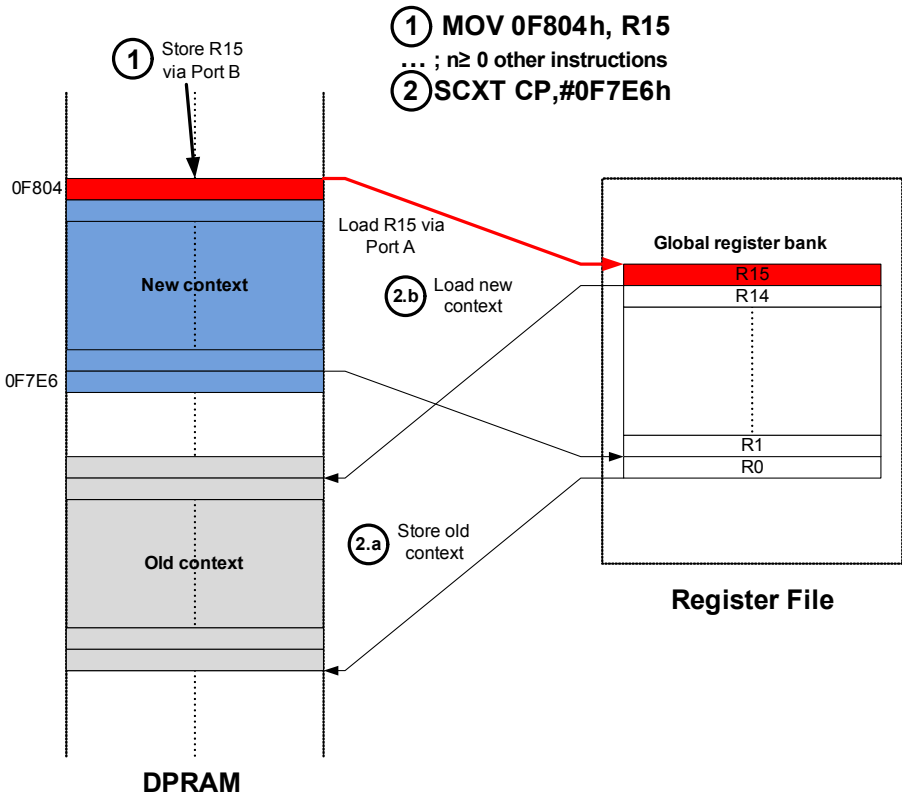 1 MOV 0F804h, R15
... ; n≥ 0 other instructions
2 SCXT CP,#0F7E6h
1 Store R15
via Port B
0F804
Load R15 via
Port A
Global register bank
R15
New context
2.b Load new
context
R14
0F7E6
R1
R0
2.a Store old
context
Old context
Register File
DPRAM